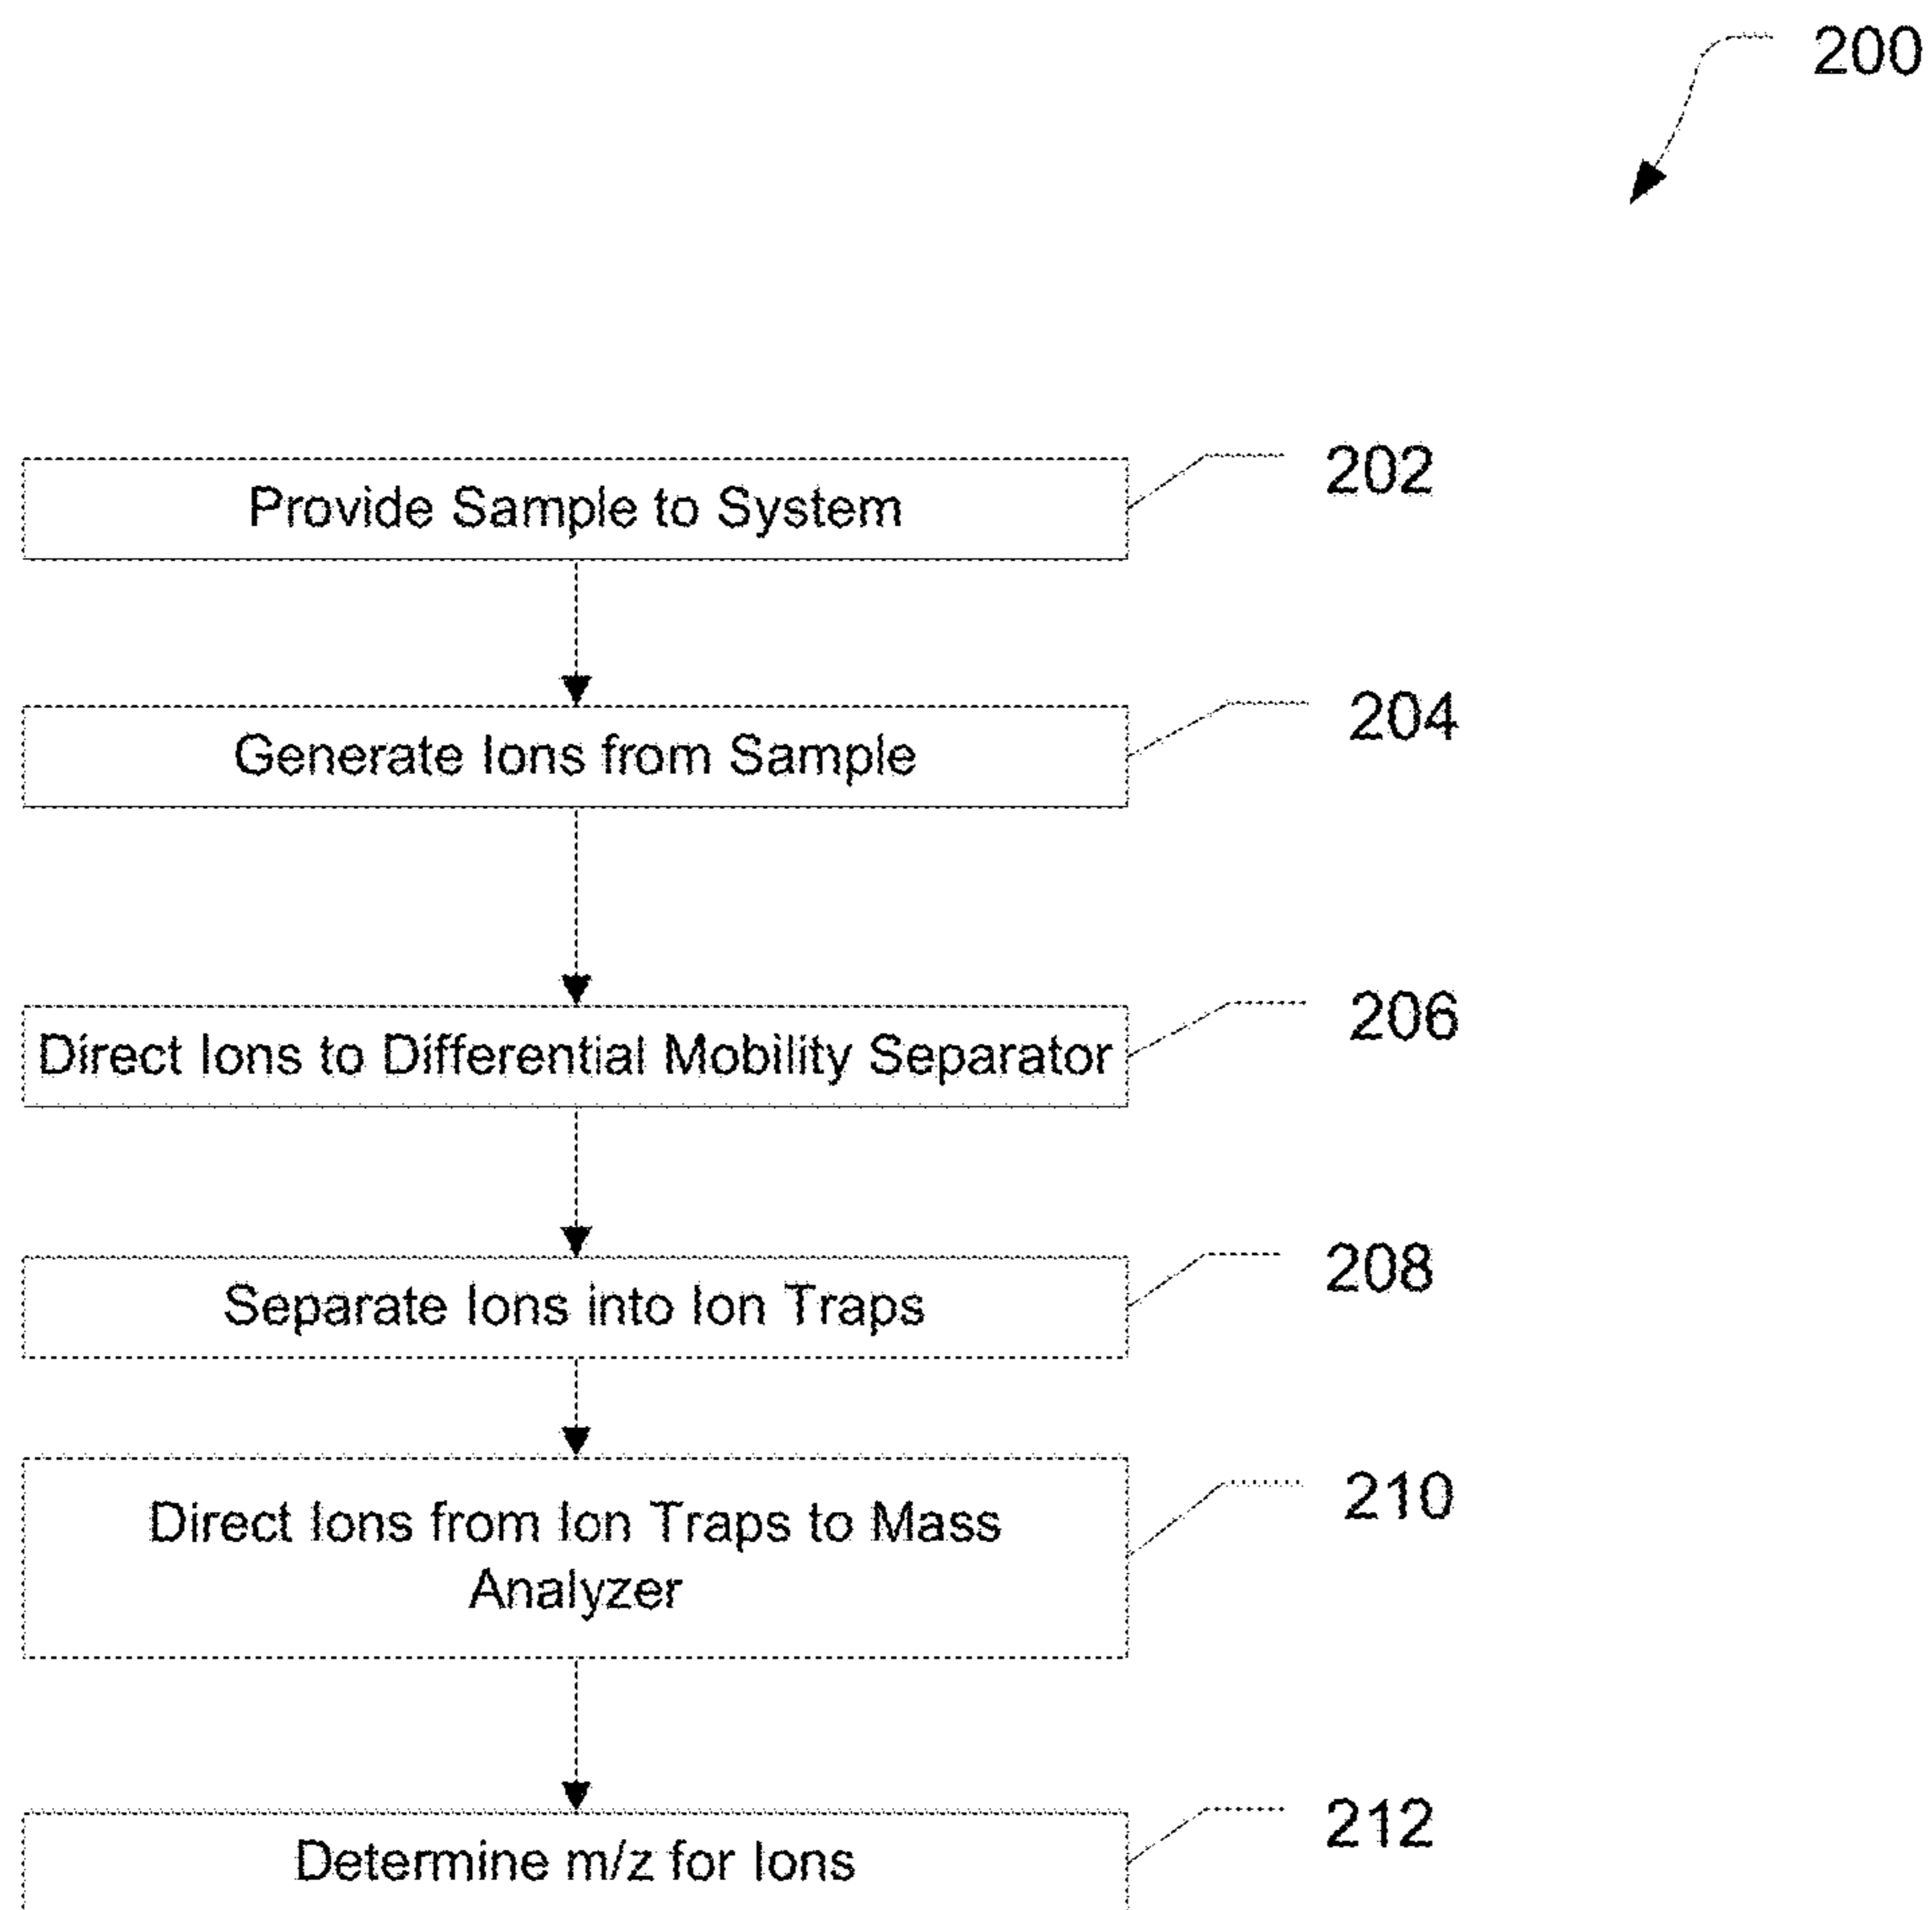 200
Provide Sample to System
202
Generate Ions from Sample
204
Direct Ions to Differential Mobility Separator
206
Separate Ions into Ion Traps
208
Direct Ions from Ion Traps to Mass
Analyzer
210
Determine m/z for Ions
212